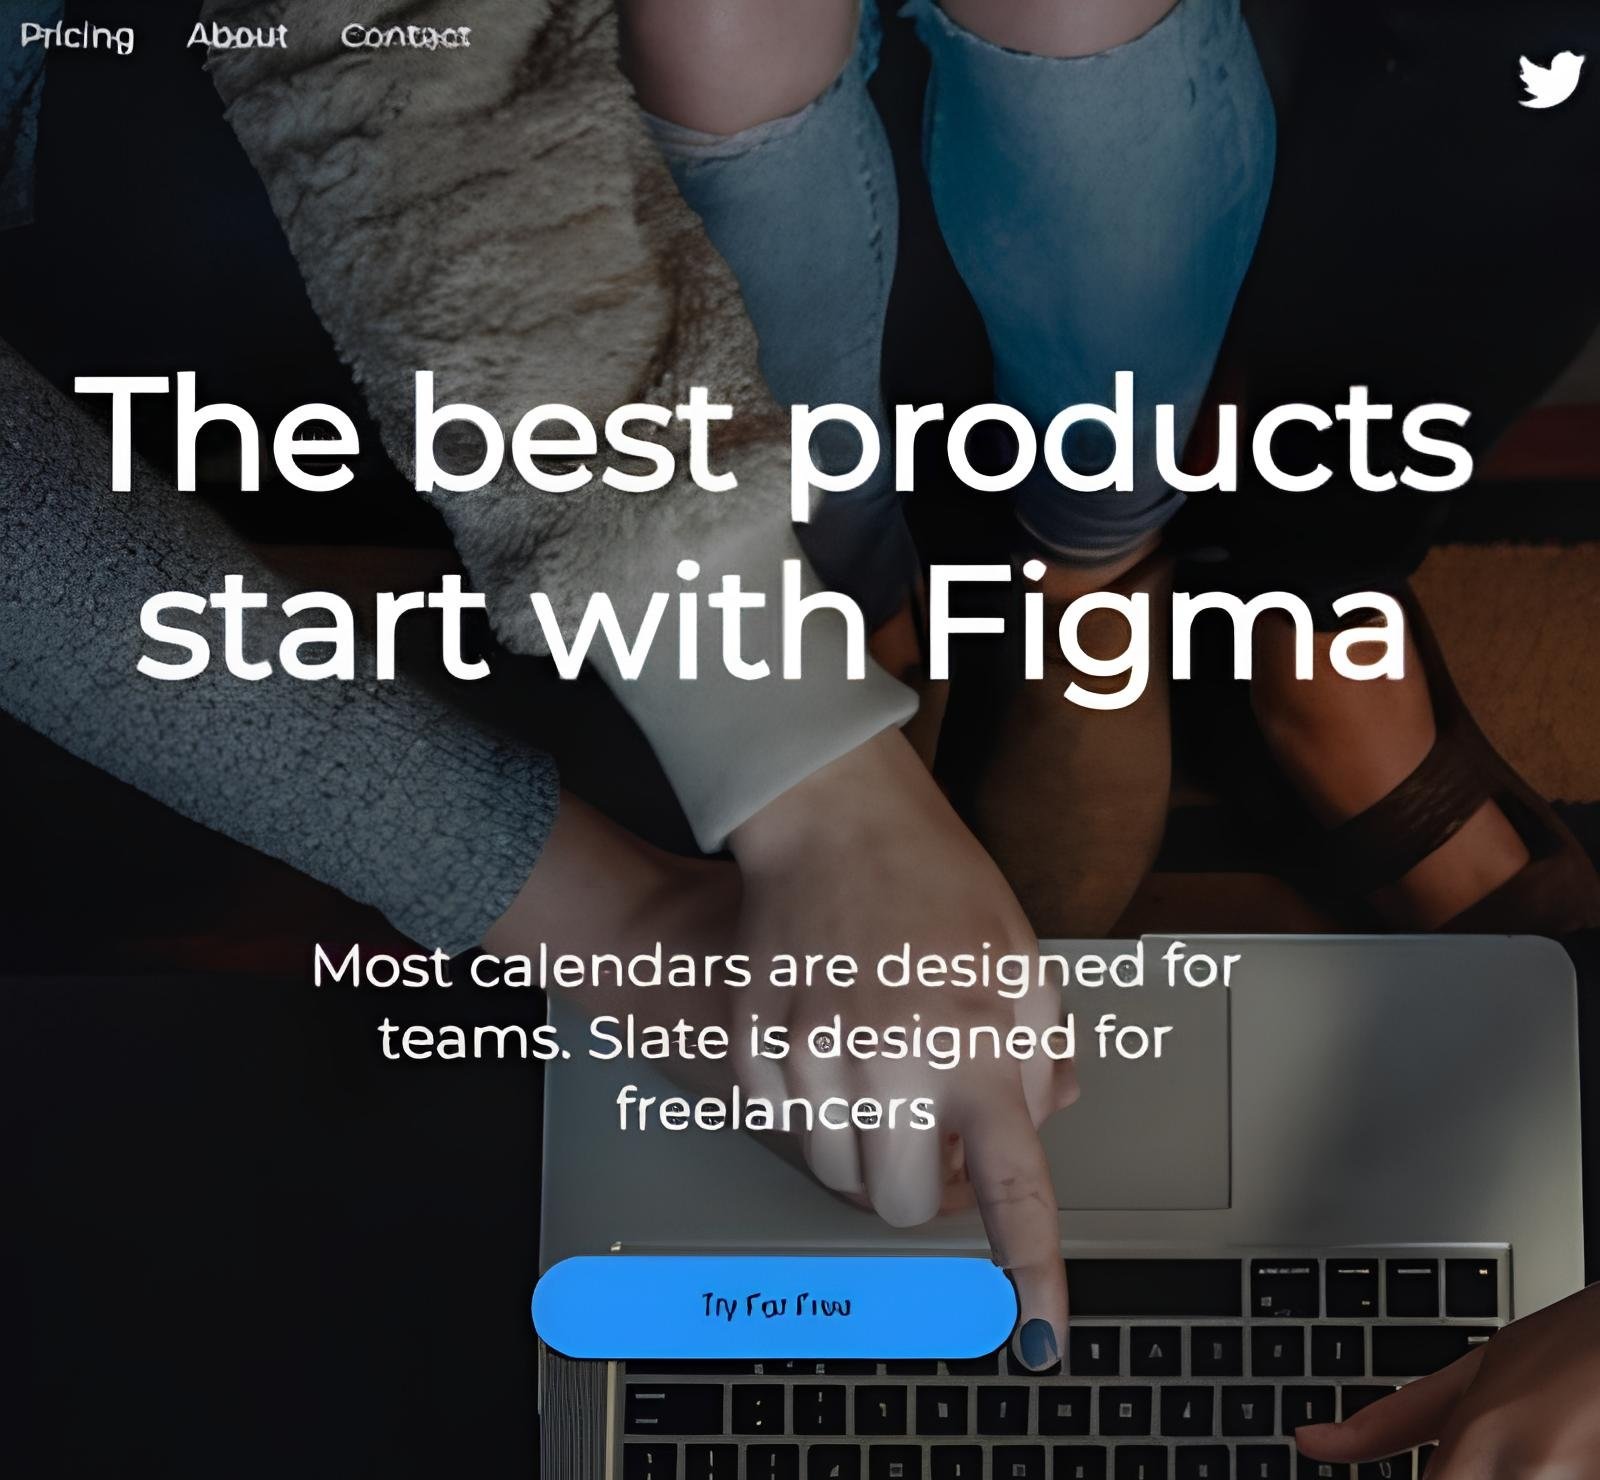 Pricing About Contact
The best products
start with Figma
Most calendars are designed for
teams. Slate is designed for
freelancers
Try For Free